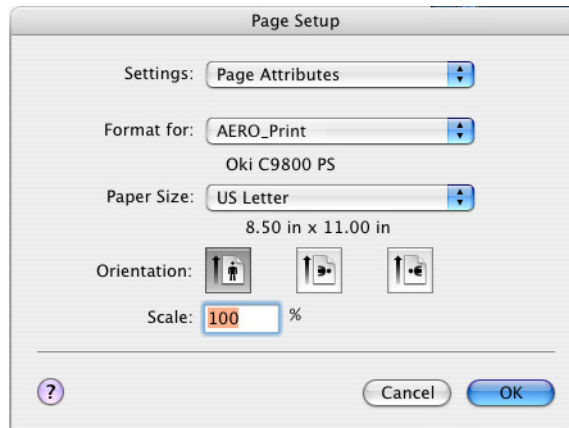 Page Setup
Settings: Page Attributes
Format for: AERO_Print
Oki C9800 PS
Paper Size: US Letter
8.50 in x 11.00 in
Orientation:
Scale: 100 %
? Cancel OK